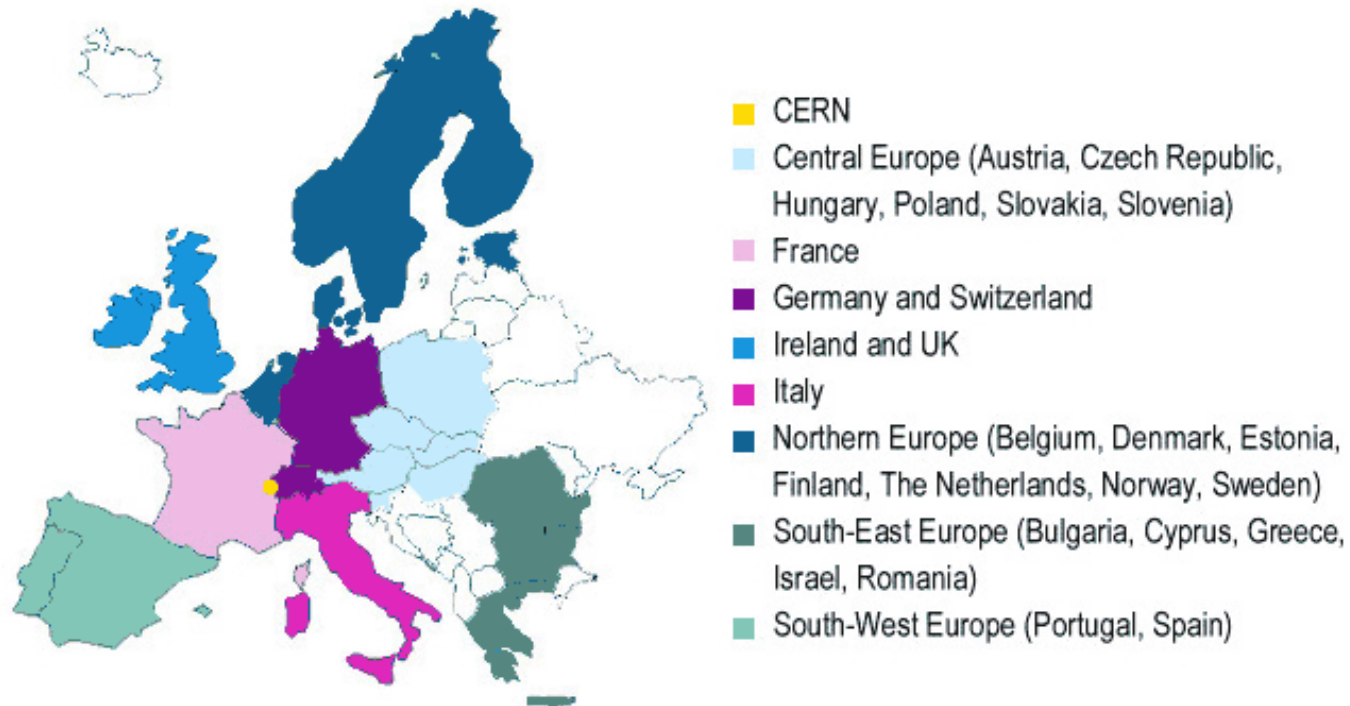 CERN
Central Europe (Austria, Czech Republic,
Hungary, Poland, Slovakia, Slovenia)
France
Germany and Switzerland
Ireland and UK
Italy
Northern Europe (Belgium, Denmark, Estonia,
Finland, The Netherlands, Norway, Sweden)
South-East Europe (Bulgaria, Cyprus, Greece,
Israel, Romania)
South-West Europe (Portugal, Spain)